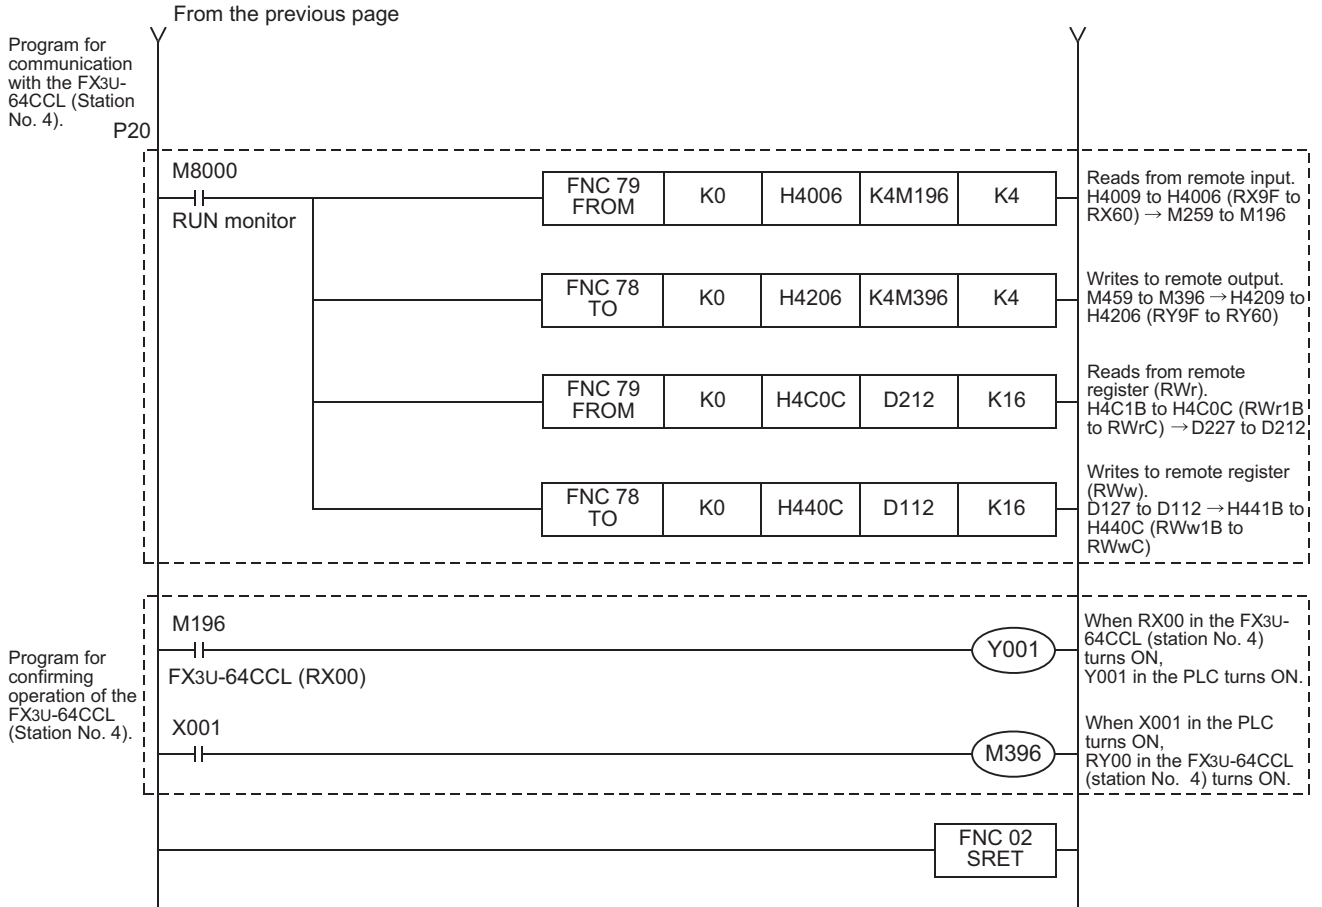 From the previous page
Program for
communication
with the FX3U-
64CCL (Station
No. 4).
P20
M8000
RUN monitor
FNC 79
FROM
K0
H4006
K4M196
K4
Reads from remote input.
H4009 to H4006 (RX9F to
RX60) → M259 to M196
FNC 78
TO
K0
H4206
K4M396
K4
Writes to remote output.
M459 to M396 → H4209 to
H4206 (RY9F to RY60)
FNC 79
FROM
K0
H4C0C
D212
K16
Reads from remote
register (RWr).
H4C1B to H4C0C (RWr1B
to RWrC) → D227 to D212
FNC 78
TO
K0
H440C
D112
K16
Writes to remote register
(RWw).
D127 to D112 → H441B to
H440C (RWw1B to
RWwC)
Program for
confirming
operation of the
FX3U-64CCL
(Station No. 4).
M196
FX3U-64CCL (RX00)
Y001
When RX00 in the FX3U-
64CCL (station No. 4)
turns ON,
Y001 in the PLC turns ON.
X001
M396
When X001 in the PLC
turns ON,
RY00 in the FX3U-64CCL
(station No. 4) turns ON.
FNC 02
SRET